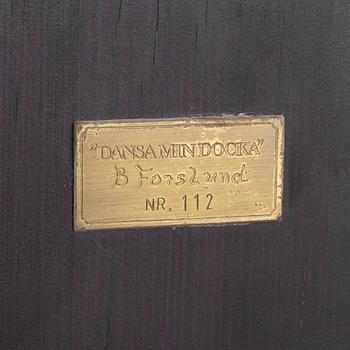 "DANSA MIN DOCKA"
B Forslund
NR. 112